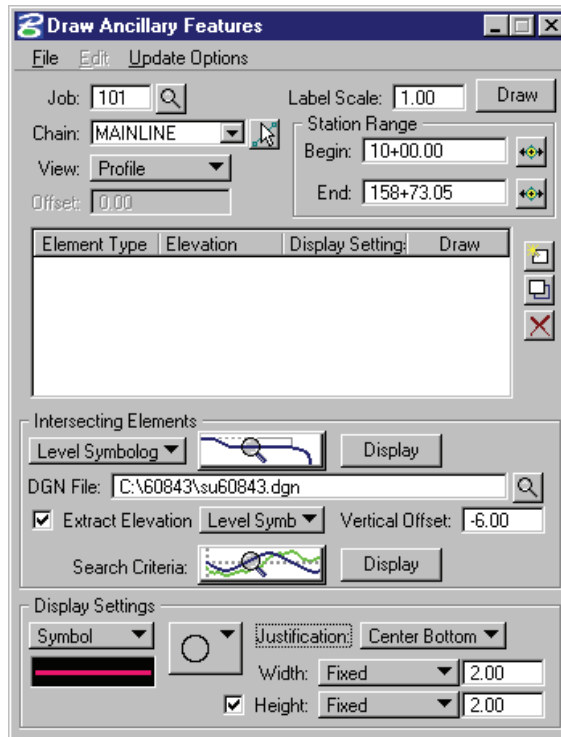 Draw Ancillary Features
File Edit Update Options
Job: 101 Label Scale: 1.00 Draw
Chain: MAINLINE Station Range
Begin: 10+00.00
View: Profile
End: 158+73.05
Offset: 0.00
Element Type Elevation Display Setting: Draw
Intersecting Elements
Level Symbolog Display
DGN File: C:\60843\su60843.dgn
Extract Elevation Level Symb Vertical Offset: -6.00
Search Criteria: Display
Display Settings
Symbol Justification: Center Bottom
Width: Fixed 2.00
Height: Fixed 2.00